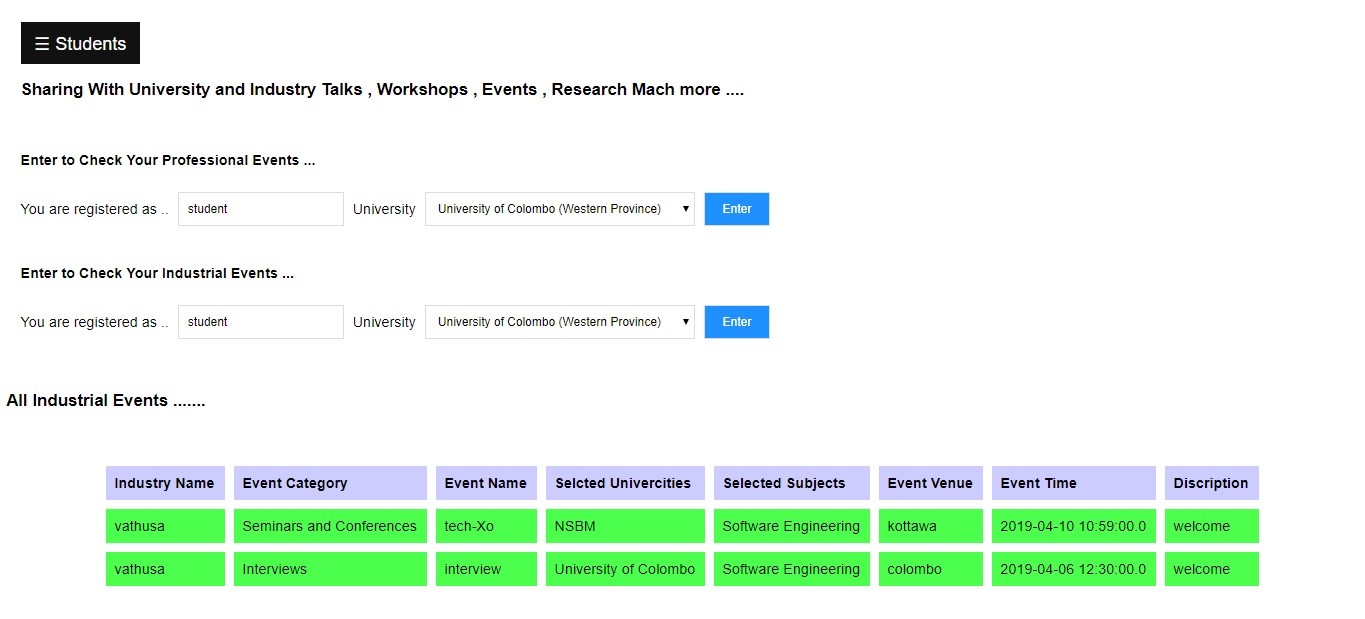 ☰ Students
Sharing With University and Industry Talks , Workshops , Events , Research Mach more ....
Enter to Check Your Professional Events ...
You are registered as .. student University University of Colombo (Western Province) ▾ Enter
Enter to Check Your Industrial Events ...
You are registered as .. student University University of Colombo (Western Province) ▾ Enter
All Industrial Events .......
Industry Name Event Category Event Name Selcted Univercities Selected Subjects Event Venue Event Time Discription
vathusa Seminars and Conferences tech-Xo NSBM Software Engineering kottawa 2019-04-10 10:59:00.0 welcome
vathusa Interviews interview University of Colombo Software Engineering colombo 2019-04-06 12:30:00.0 welcome